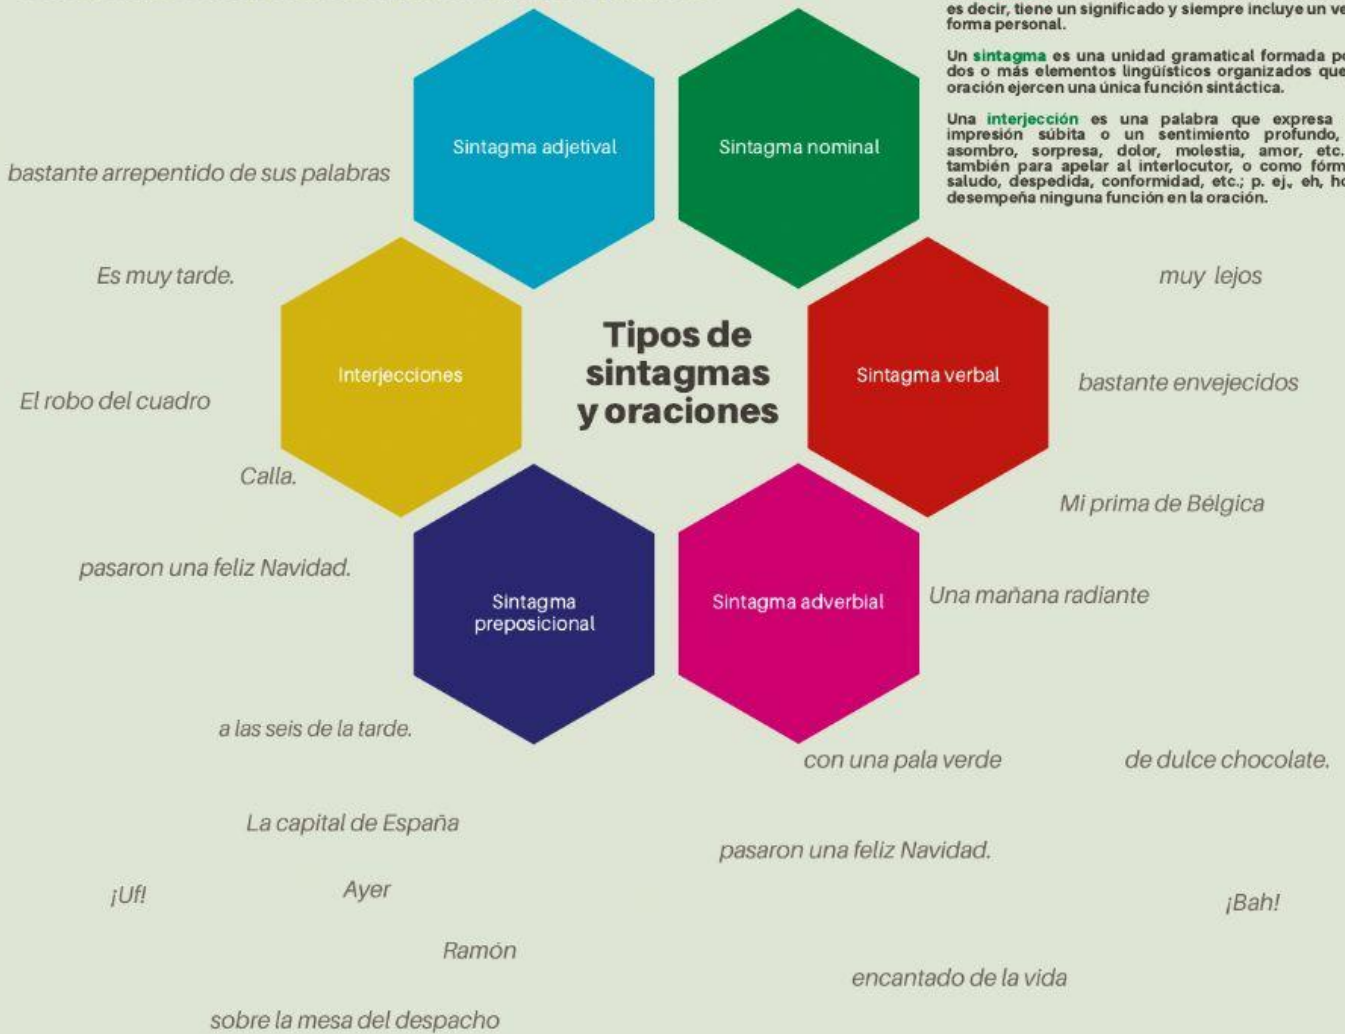 es decir, tiene un significado y siempre incluye un
forma personal.
Un sintagma es una unidad gramatical formada
dos o más elementos lingüísticos organizados que
oración ejercen una única función sintáctica.
Una interjección es una palabra que expresa
impresión súbita o un sentimiento profundo,
asombro, sorpresa, dolor, molestia, amor, etc.
también para apelar al interlocutor, o como
saludo, despedida, conformidad, etc.; p. ej., eh,
desempeña ninguna función en la oración.
Sintagma adjetival
Sintagma nominal
bastante arrepentido de sus palabras
Es muy tarde.
muy lejos
Tipos de
sintagmas
y oraciones
Interjecciones
Sintagma verbal
bastante envejecidos
El robo del cuadro
Calla.
Mi prima de Bélgica
pasaron una feliz Navidad.
Una mañana radiante
Sintagma
preposicional
Sintagma adverbial
a las seis de la tarde.
con una pala verde
de dulce chocolate.
La capital de España
pasaron una feliz Navidad.
¡Uf!
Ayer
¡Bah!
Ramón
encantado de la vida
sobre la mesa del despacho